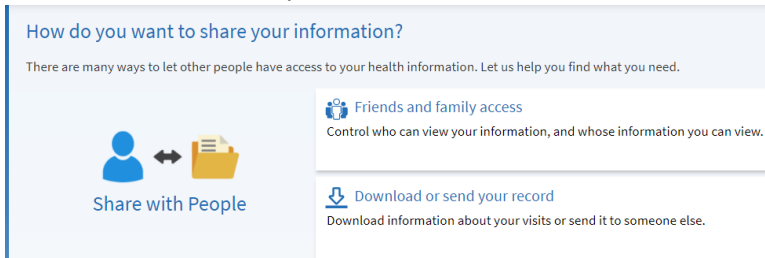 How do you want to share your information?
There are many ways to let other people have access to your health information. Let us help you find what you need.
Share with People
Friends and family access
Control who can view your information, and whose information you can view.
Download or send your record
Download information about your visits or send it to someone else.